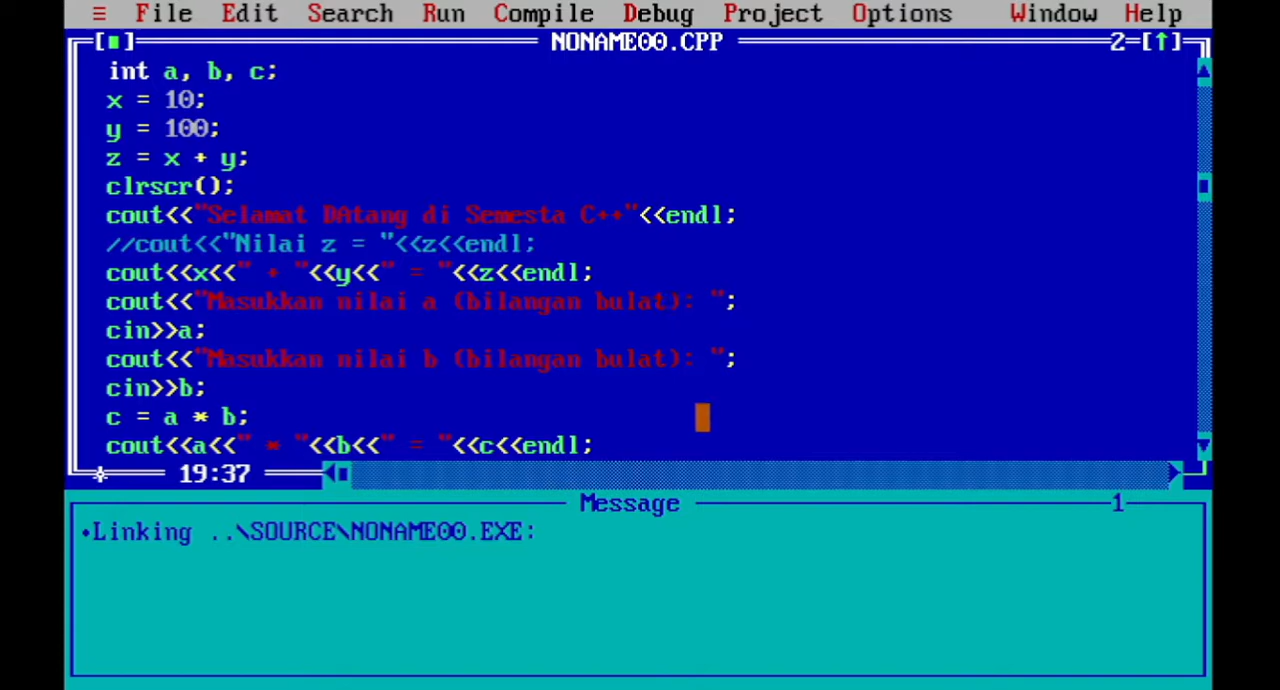 ≡ File Edit Search Run Compile Debug Project Options Window Help
[■] NONAME00.CPP 2=[↑]
int a, b, c;
x = 10;
y = 100;
z = x + y;
clrscr();
cout<<"Selamat DAtang di Semesta C++"<<endl;
//cout<<"Nilai z = "<<z<<endl;
cout<<x<<" + "<<y<<" = "<<z<<endl;
cout<<"Masukkan nilai a (bilangan bulat): ";
cin>>a;
cout<<"Masukkan nilai b (bilangan bulat): ";
cin>>b;
c = a * b;
cout<<a<<" * "<<b<<" = "<<c<<endl;
19:37
Message 1
•Linking ..\SOURCE\NONAME00.EXE: